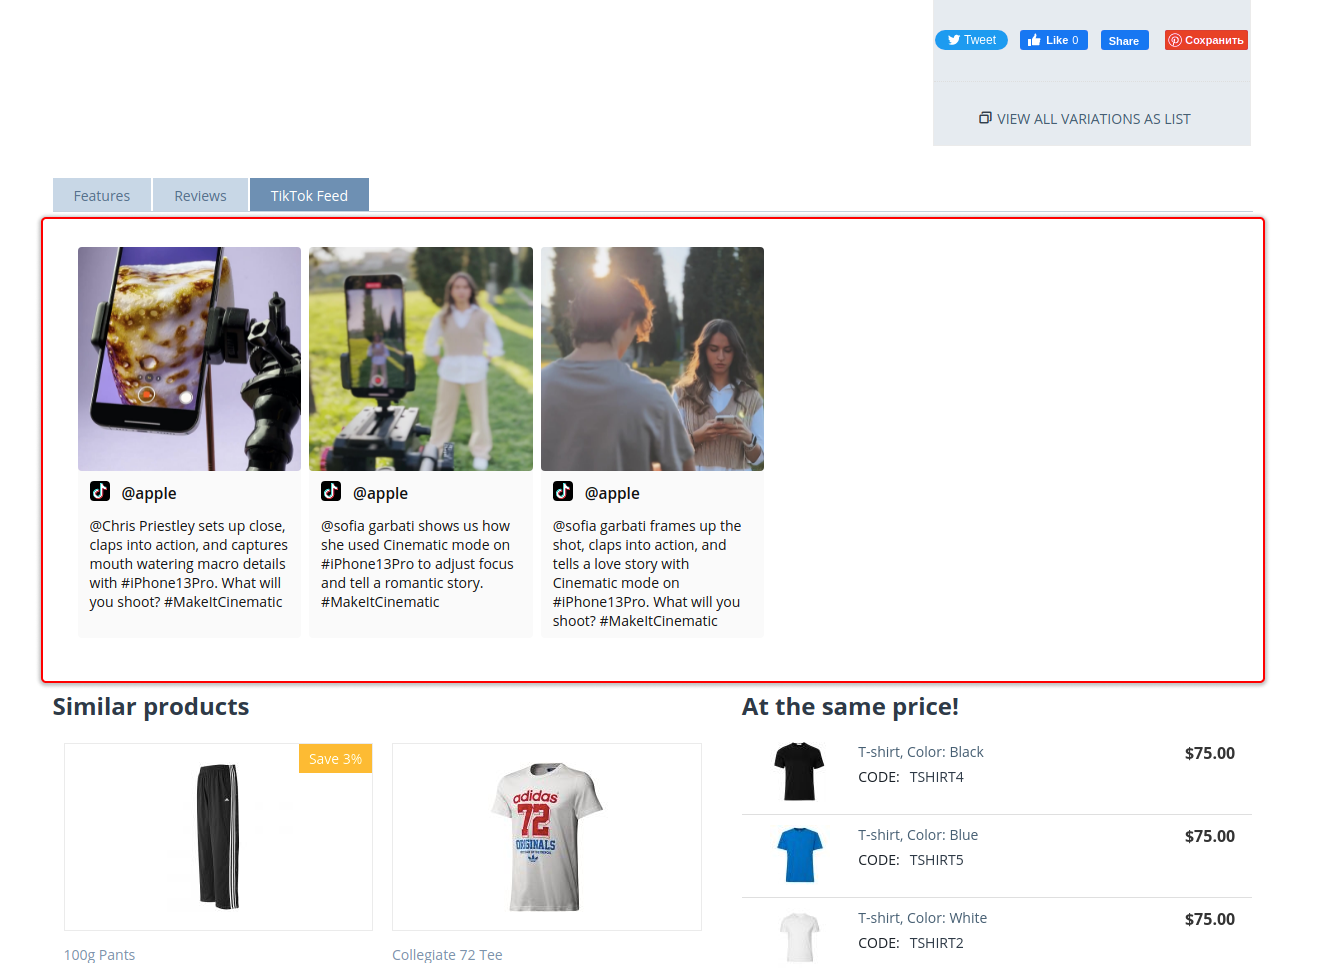 Tweet
Like 0
Share
Сохранить
VIEW ALL VARIATIONS AS LIST
Features
Reviews
TikTok Feed
@apple
@Chris Priestley sets up close,
claps into action, and captures
mouth watering macro details
with #iPhone13Pro. What will
you shoot? #MakeItCinematic
@apple
@sofia garbati shows us how
she used Cinematic mode on
#iPhone13Pro to adjust focus
and tell a romantic story.
#MakeItCinematic
@apple
@sofia garbati frames up the
shot, claps into action, and
tells a love story with
Cinematic mode on
#iPhone13Pro. What will you
shoot? #MakeItCinematic
Similar products
Save 3%
adidas
72
ORIGINALS
100g Pants
Collegiate 72 Tee
At the same price!
T-shirt, Color: Black
$75.00
CODE: TSHIRT4
T-shirt, Color: Blue
$75.00
CODE: TSHIRT5
T-shirt, Color: White
$75.00
CODE: TSHIRT2